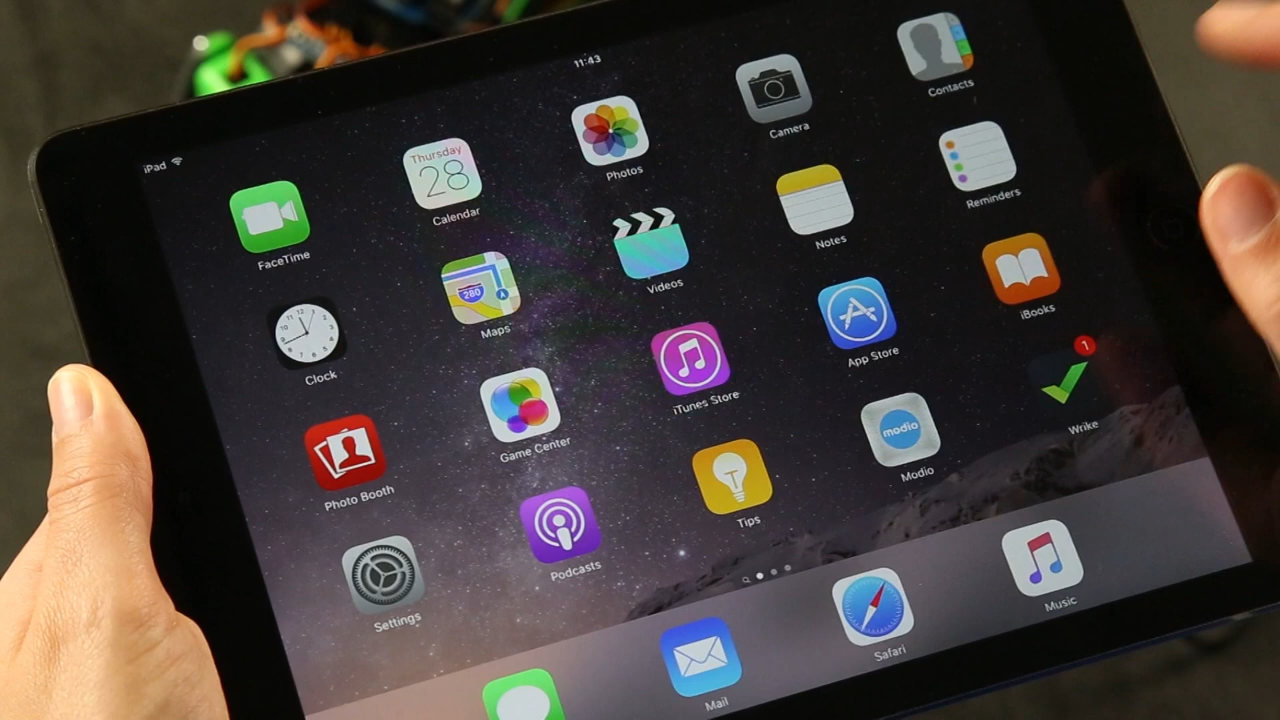 iPad
11:43
FaceTime
Thursday
28
Calendar
Photos
Camera
Contacts
Clock
280
Maps
Videos
Notes
Reminders
Photo Booth
Game Center
iTunes Store
App Store
iBooks
Settings
Podcasts
Tips
modio
Modio
1
Wrike
Mail
Safari
Music